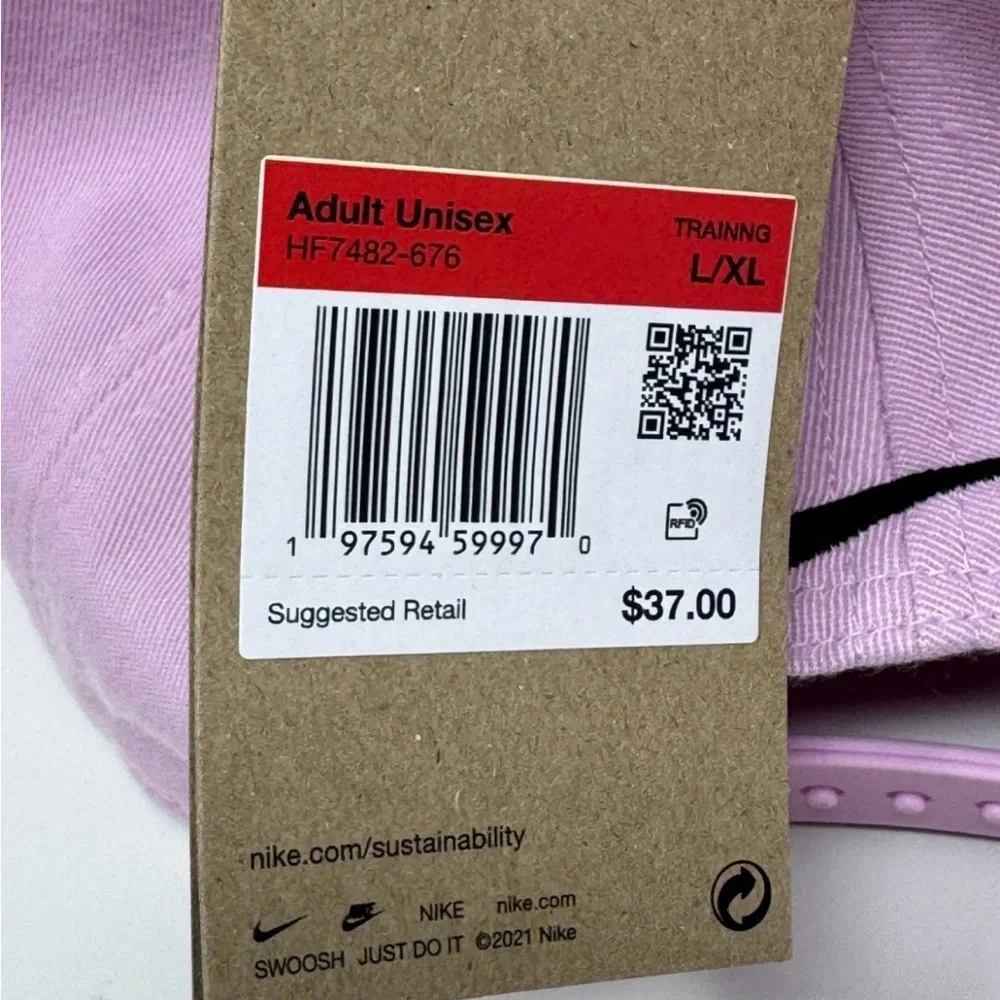 Adult Unisex
HF7482-676
TRAINNG
L/XL
1 97594 59997 0
RFID
Suggested Retail $37.00
nike.com/sustainability
NIKE nike.com
SWOOSH JUST DO IT ©2021 Nike